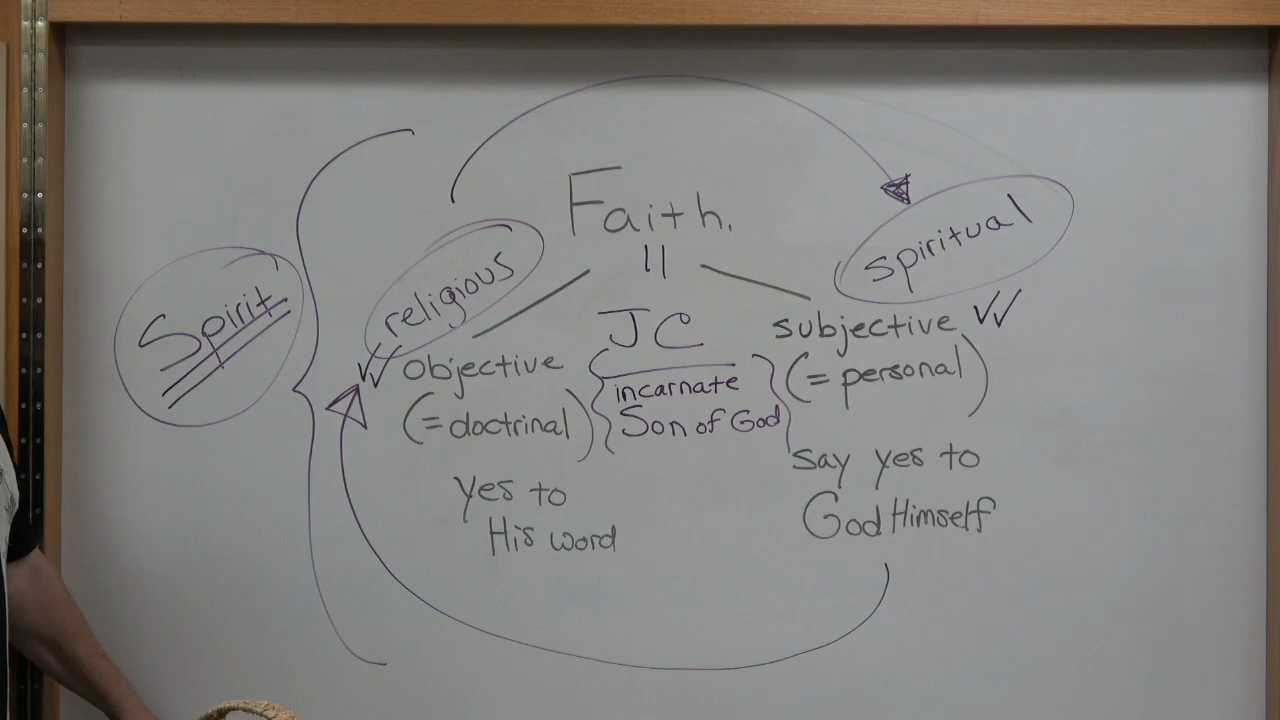 Faith.
||
religious
spiritual
Spirit
objective
(= doctrinal)
yes to
His word
JC
incarnate
Son of God
subjective
(= personal)
say yes to
God Himself